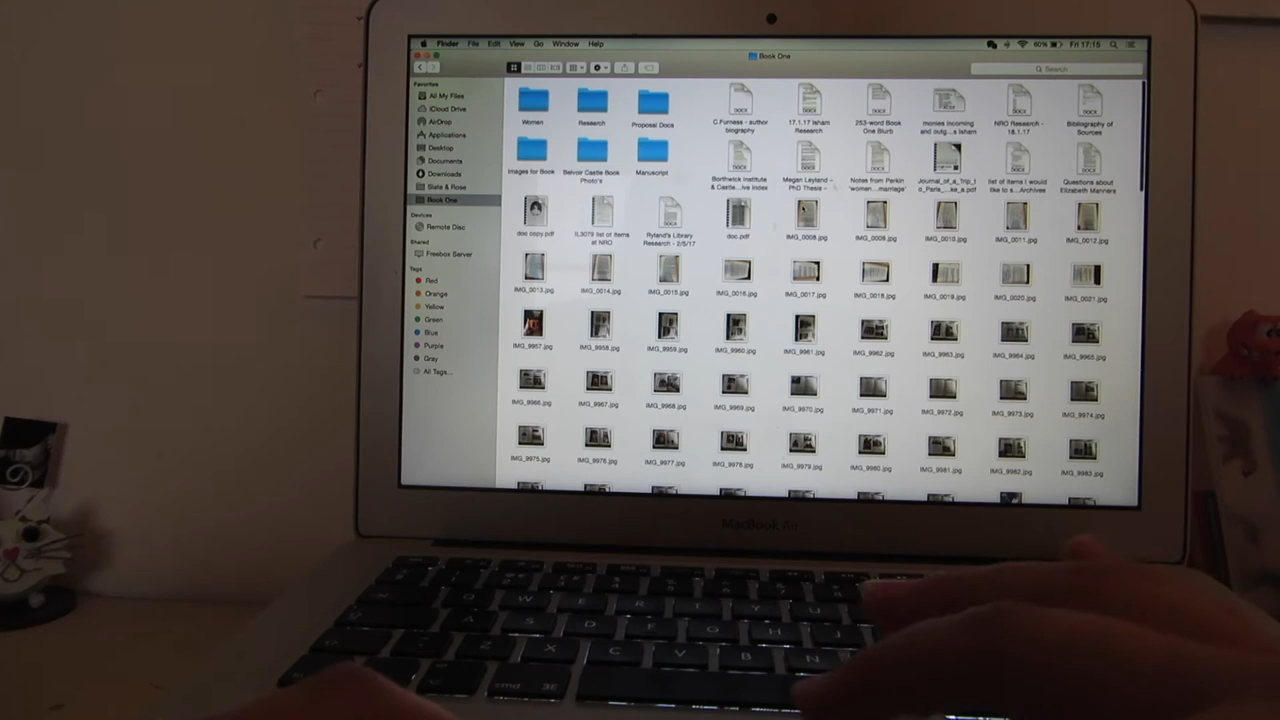 Finder File Edit View Go Window Help
60% Fri 17:15
Book One
Search
Favorites
All My Files
iCloud Drive
AirDrop
Applications
Desktop
Documents
Downloads
Slate & Rose
Book One
Devices
Remote Disc
Shared
Freebox Server
Tags
Red
Orange
Yellow
Green
Blue
Purple
Gray
All Tags...
Women
Research
Proposal Docs
C.Furness - author
biography
17.1.17 Isham
Research
253-word Book
One Blurb
monies incoming
and outg...s Isham
NRO Research -
18.1.17
Bibliography of
Sources
Images for Book
Belvoir Castle Book
Photo's
Manuscript
Borthwick Institute
& Castle...ive Index
Megan Leyland –
PhD Thesis –
Notes from Perkin
'women...marriage'
Journal_of_a_Trip_t
o_Paris_...ke_a.pdf
list of items I would
like to s...Archives
Questions about
Elizabeth Manners
doc copy.pdf
IL3079 list of items
at NRO
Ryland's Library
Research - 2/5/17
doc.pdf
IMG_0008.jpg
IMG_0009.jpg
IMG_0010.jpg
IMG_0011.jpg
IMG_0012.jpg
IMG_0013.jpg
IMG_0014.jpg
IMG_0015.jpg
IMG_0016.jpg
IMG_0017.jpg
IMG_0018.jpg
IMG_0019.jpg
IMG_0020.jpg
IMG_0021.jpg
IMG_9957.jpg
IMG_9958.jpg
IMG_9959.jpg
IMG_9960.jpg
IMG_9961.jpg
IMG_9962.jpg
IMG_9963.jpg
IMG_9964.jpg
IMG_9965.jpg
IMG_9966.jpg
IMG_9967.jpg
IMG_9968.jpg
IMG_9969.jpg
IMG_9970.jpg
IMG_9971.jpg
IMG_9972.jpg
IMG_9973.jpg
IMG_9974.jpg
IMG_9975.jpg
IMG_9976.jpg
IMG_9977.jpg
IMG_9978.jpg
IMG_9979.jpg
IMG_9980.jpg
IMG_9981.jpg
IMG_9982.jpg
IMG_9983.jpg
MacBook Air
Q W E R T Y U
A S D F G H J
Z X C V B N
cmd ⌘